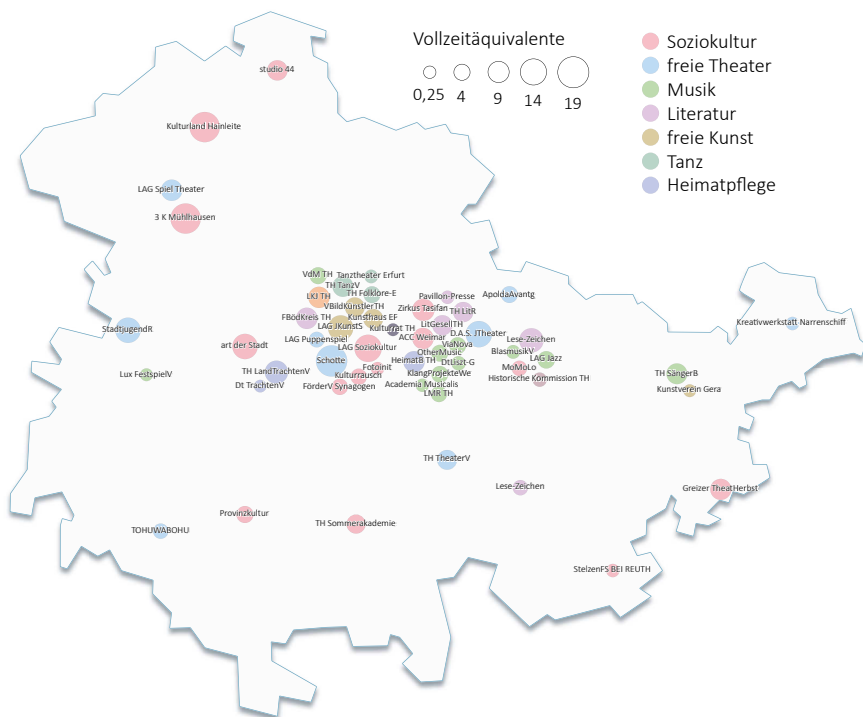 Vollzeitäquivalente
0,25 4 9 14 19
Soziokultur
freie Theater
Musik
Literatur
freie Kunst
Tanz
Heimatpflege
studio 44
Kulturland Hainleite
LAG Spiel Theater
3 K Mühlhausen
VdM TH
Tanztheater Erfurt
TH TanzV
LKJ TH
TH Folklore-E
Pavillon-Presse
ApoldaAvantg
VBildKünstlerTH
Zirkus Tasifan
TH LitR
FBödKreis TH
Kunsthaus EF
Kreativwerkstatt Narrenschiff
LAG JKunstS
Kulturrat TH
LitGesellTH
StadtjugendR
D.A.S. JTheater
LAG Puppenspiel
ACC Weimar
Lese-Zeichen
art der Stadt
LAG Soziokultur
ViaNova
OtherMusic
BlasmusikV
Schotte
HeimatB TH
DtLiszt-G
LAG Jazz
Fotoinit
MoMoLo
TH LandTrachtenV
Kulturrausch
KlangProjekteWe
Lux FestspielV
TH SängerB
Historische Kommission TH
Dt TrachtenV
FörderV Synagogen
Academia Musicalis
Kunstverein Gera
LMR TH
TH TheaterV
Lese-Zeichen
Greizer TheatHerbst
Provinzkultur
TH Sommerakademie
TOHUWABOHU
StelzenFS BEI REUTH